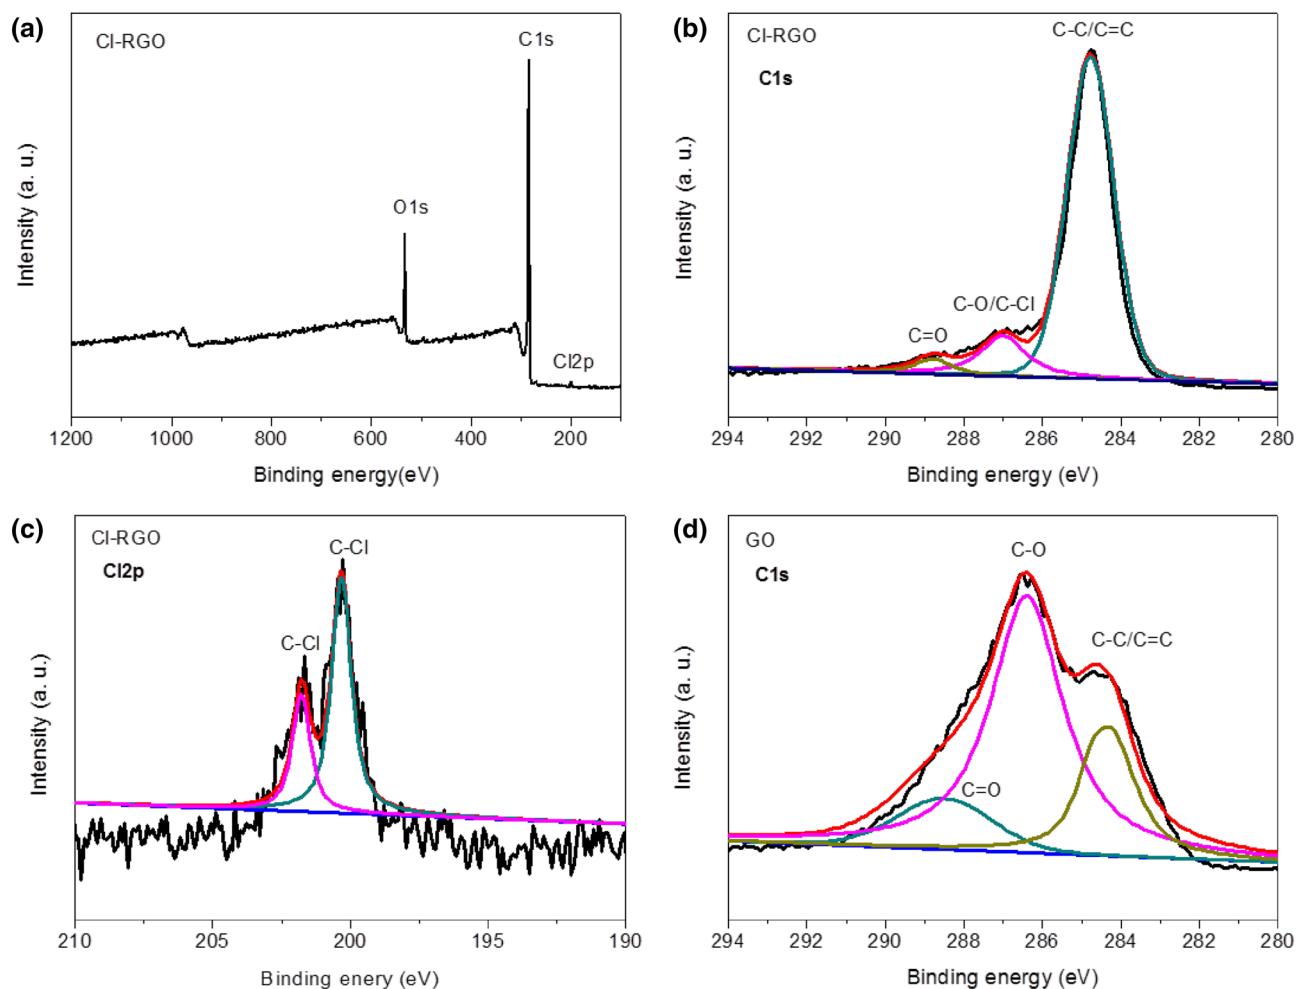 (a)
Cl-RGO
C1s
O1s
Cl2p
Intensity (a. u.)
1200 1000 800 600 400 200
Binding energy(eV)
(b)
Cl-RGO
C1s
C-C/C=C
C-O/C-Cl
C=O
Intensity (a. u.)
294 292 290 288 286 284 282 280
Binding energy (eV)
(c)
Cl-RGO
Cl2p
C-Cl
C-Cl
Intensity (a. u.)
210 205 200 195 190
Binding enery (eV)
(d)
GO
C1s
C-O
C-C/C=C
C=O
Intensity (a. u.)
294 292 290 288 286 284 282 280
Binding energy (eV)